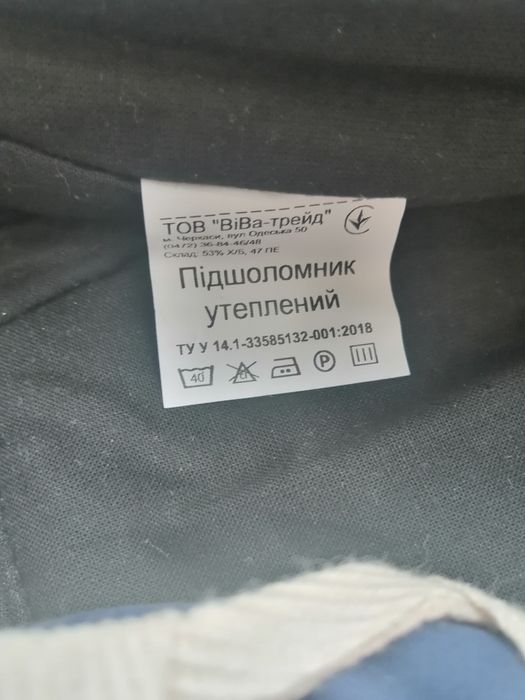 ТОВ "ВіВа-трейд"
м. Черкаси, вул Одеська 50
(0472) 36-84-46/48
Склад: 53% Х/Б, 47 ПЕ
Підшоломник
утеплений
ТУ У 14.1-33585132-001:2018
40
P